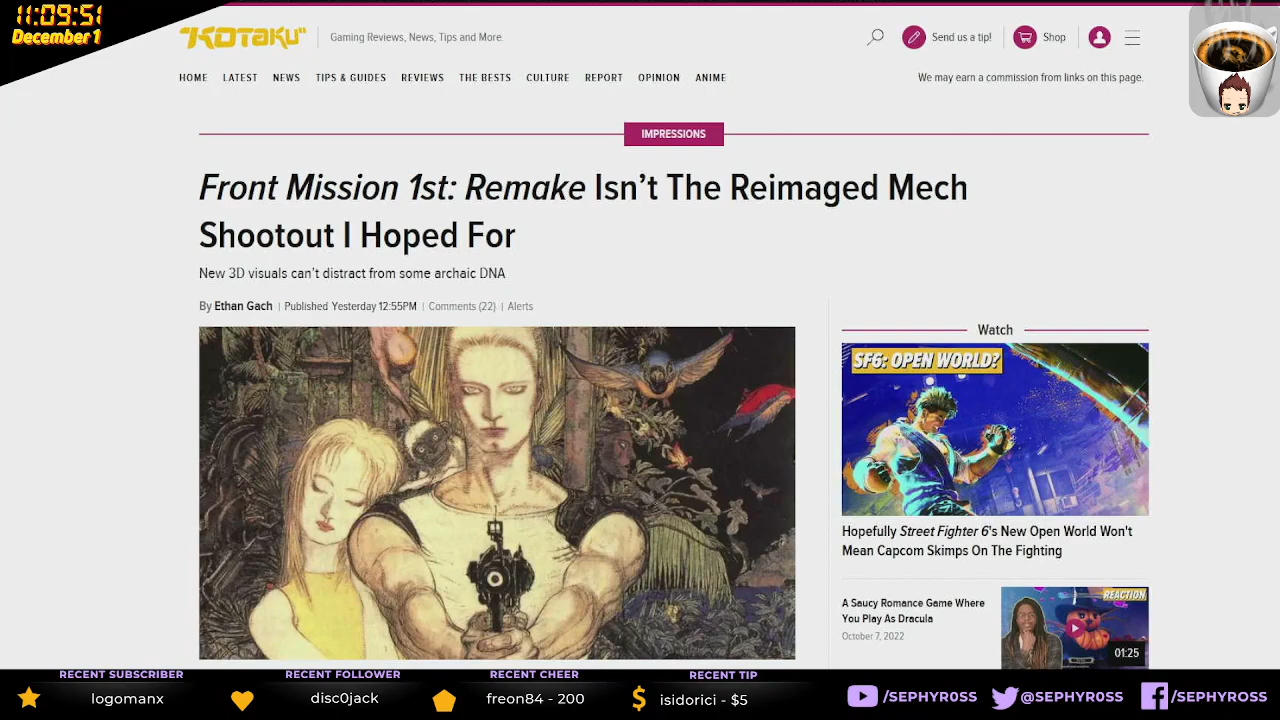 11:09:51
December 1
KOTAKU
Gaming Reviews, News, Tips and More.
Send us a tip!
Shop
HOME LATEST NEWS TIPS & GUIDES REVIEWS THE BESTS CULTURE REPORT OPINION ANIME
We may earn a commission from links on this page.
IMPRESSIONS
Front Mission 1st: Remake Isn't The Reimaged Mech
Shootout I Hoped For
New 3D visuals can't distract from some archaic DNA
By Ethan Gach | Published Yesterday 12:55PM | Comments (22) | Alerts
Watch
SF6: OPEN WORLD?
Hopefully Street Fighter 6's New Open World Won't
Mean Capcom Skimps On The Fighting
A Saucy Romance Game Where
You Play As Dracula
October 7, 2022
REACTION
01:25
RECENT SUBSCRIBER
logomanx
RECENT FOLLOWER
disc0jack
RECENT CHEER
freon84 - 200
RECENT TIP
isidorici - $5
/SEPHYR0SS
@SEPHYR0SS
/SEPHYROSS